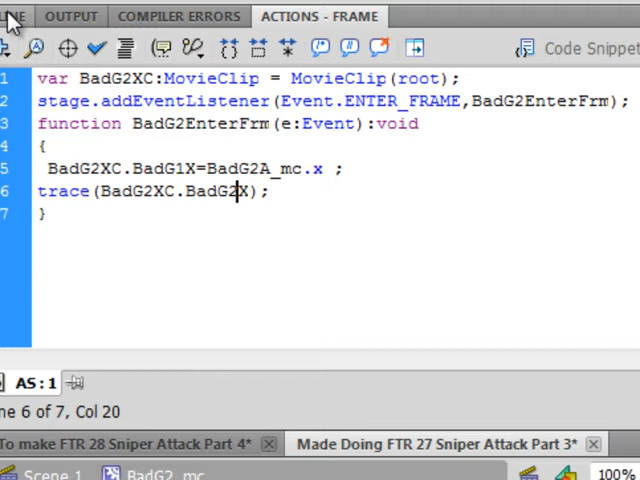 OUTPUT COMPILER ERRORS ACTIONS - FRAME
Code Snippet
1 var BadG2XC:MovieClip = MovieClip(root);
2 stage.addEventListener(Event.ENTER_FRAME,BadG2EnterFrm);
3 function BadG2EnterFrm(e:Event):void
4 {
5 BadG2XC.BadG1X=BadG2A_mc.x ;
6 trace(BadG2XC.BadG2X);
7 }
AS:1
ne 6 of 7, Col 20
To make FTR 28 Sniper Attack Part 4* Made Doing FTR 27 Sniper Attack Part 3*
Scene 1 BadG2_mc 100%